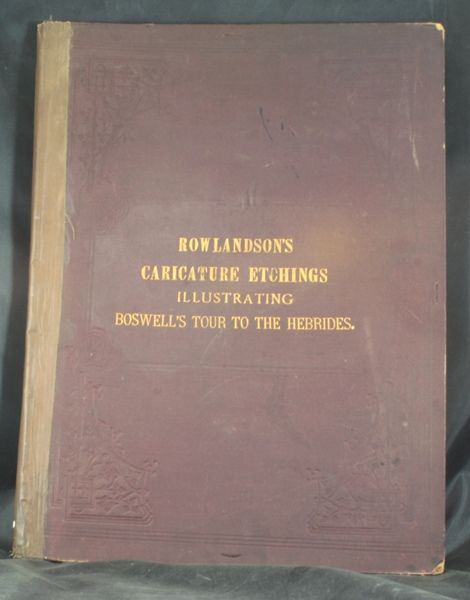 ROWLANDSON'S
CARICATURE ETCHINGS
ILLUSTRATING
BOSWELL'S TOUR TO THE HEBRIDES.